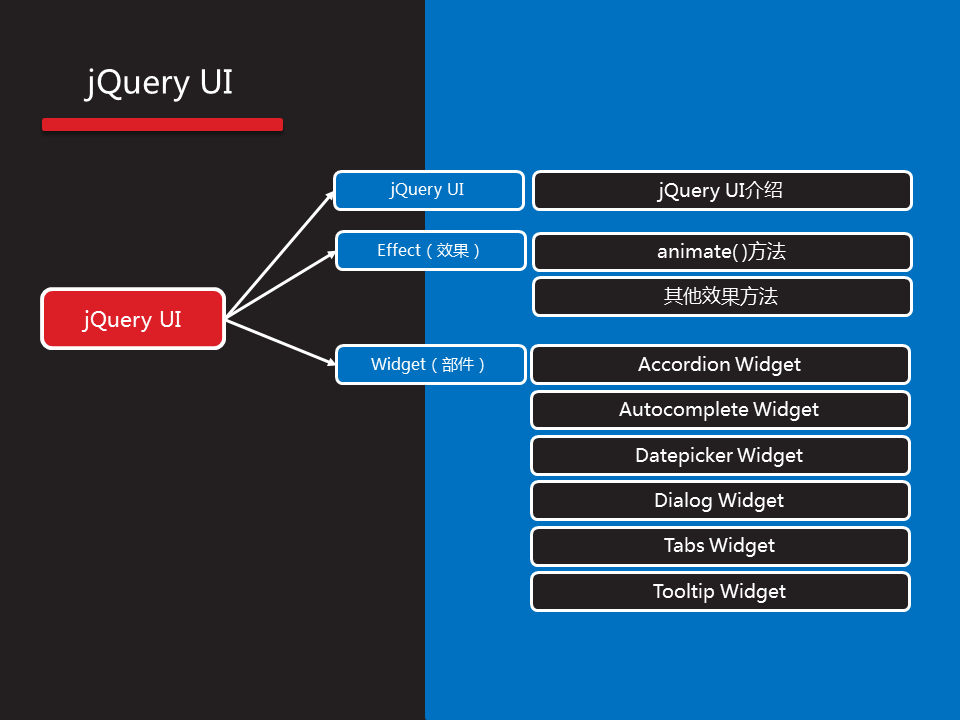 jQuery UI
jQuery UI
jQuery UI
jQuery UI介绍
Effect（效果）
animate( )方法
其他效果方法
Widget（部件）
Accordion Widget
Autocomplete Widget
Datepicker Widget
Dialog Widget
Tabs Widget
Tooltip Widget